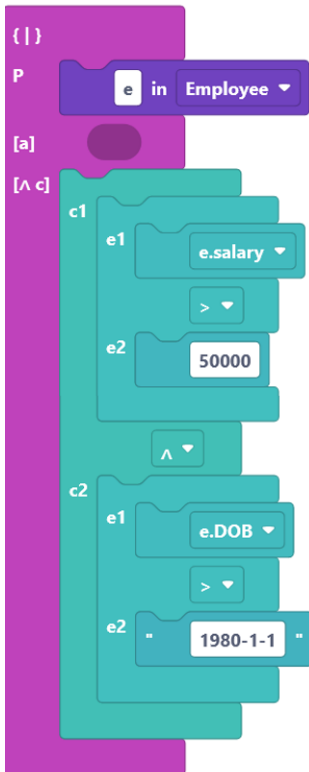 { | }
P e in Employee
[a]
[∧ c]
c1
e1 e.salary
>
e2 50000
∧
c2
e1 e.DOB
>
e2 " 1980-1-1 "